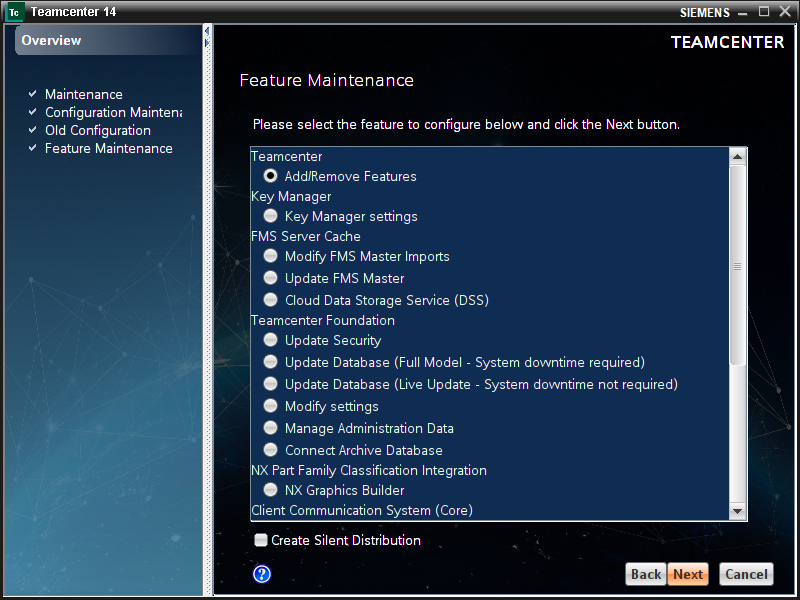 Tc Teamcenter 14
SIEMENS
Overview
Maintenance
Configuration Maintena
Old Configuration
Feature Maintenance
TEAMCENTER
Feature Maintenance
Please select the feature to configure below and click the Next button.
Teamcenter
Add/Remove Features
Key Manager
Key Manager settings
FMS Server Cache
Modify FMS Master Imports
Update FMS Master
Cloud Data Storage Service (DSS)
Teamcenter Foundation
Update Security
Update Database (Full Model - System downtime required)
Update Database (Live Update - System downtime not required)
Modify settings
Manage Administration Data
Connect Archive Database
NX Part Family Classification Integration
NX Graphics Builder
Client Communication System (Core)
Create Silent Distribution
?
Back Next Cancel